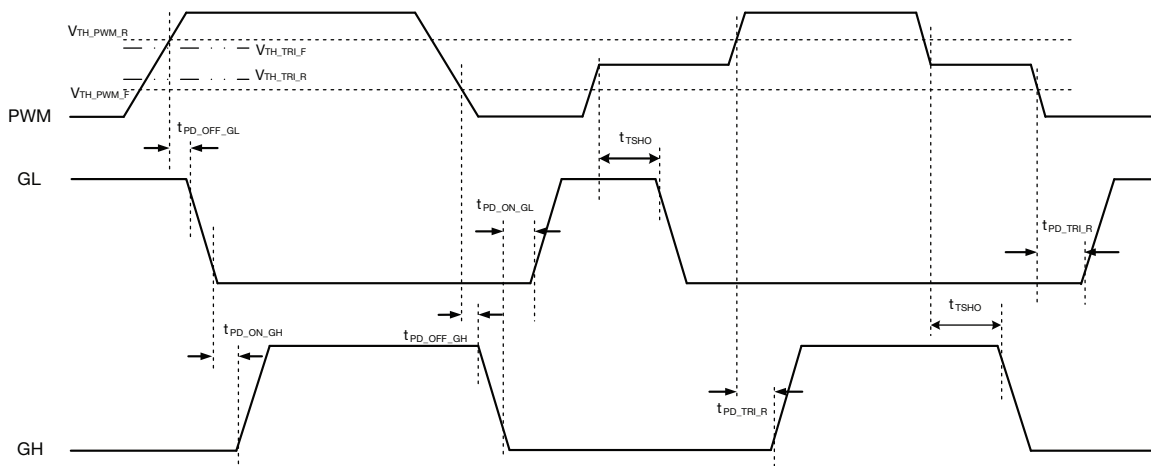 VTH_PWM_R
VTH_TRI_F
VTH_TRI_R
VTH_PWM_F
PWM
tPD_OFF_GL
tTSHO
GL
tPD_ON_GL
tPD_TRI_R
tTSHO
tPD_ON_GH
tPD_OFF_GH
tPD_TRI_R
GH